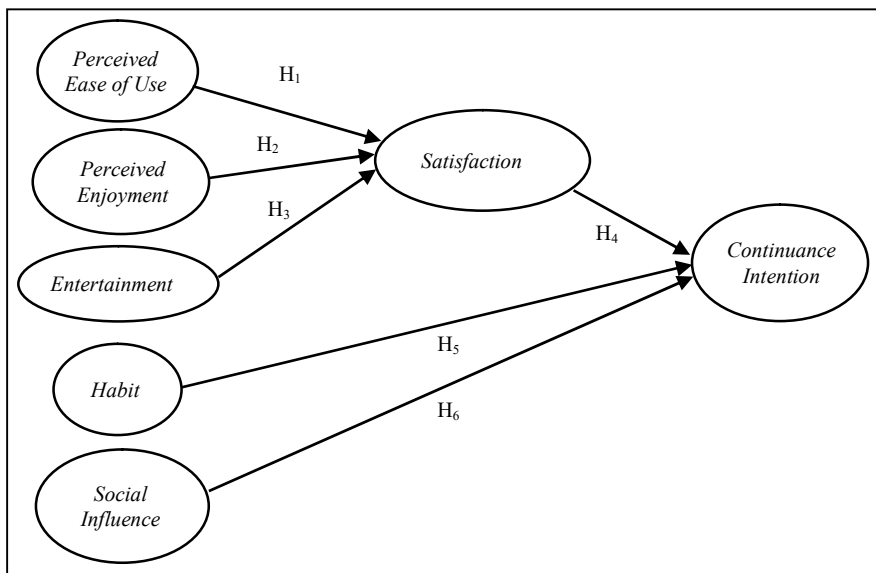 Perceived
Ease of Use
H₁
Perceived
Enjoyment
H₂
Satisfaction
H₃
Entertainment
H₄
Continuance
Intention
Habit
H₅
H₆
Social
Influence